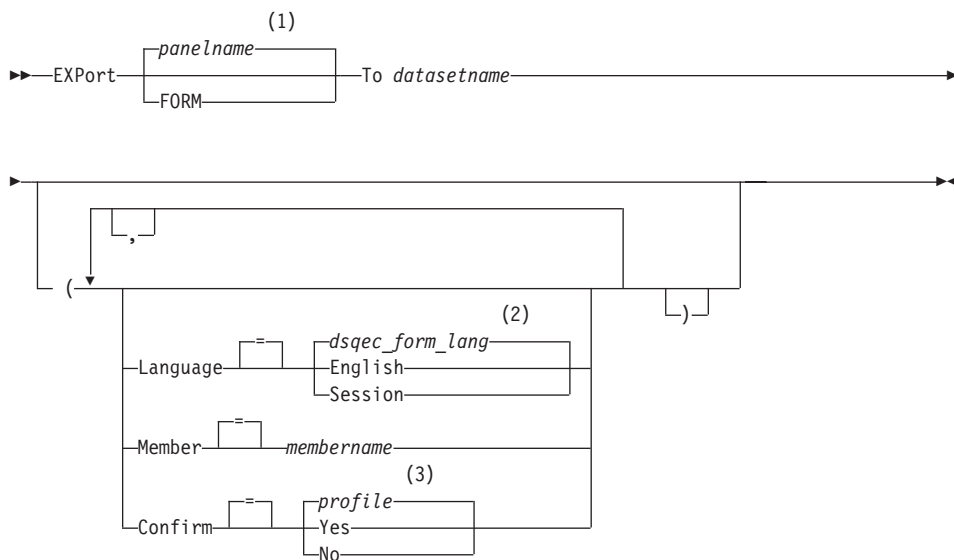 (1)
panelname
EXPort To datasetname
FORM
,
(
)
(2)
= dsqec_form_lang
Language English
Session
=
Member membername
(3)
= profile
Confirm Yes
No